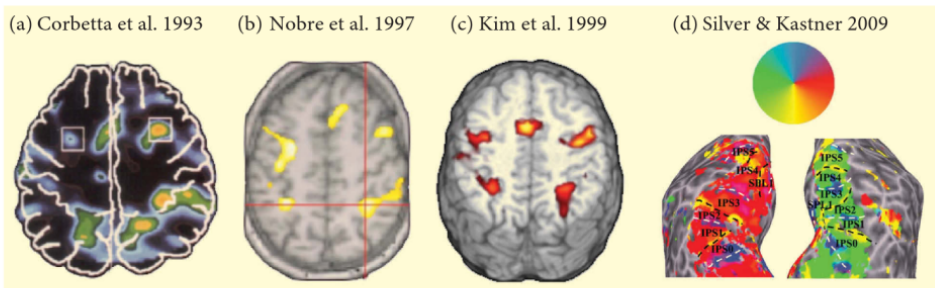 (a) Corbetta et al. 1993
(b) Nobre et al. 1997
(c) Kim et al. 1999
(d) Silver & Kastner 2009
IPS5
IPS4
SPL1
IPS3
IPS2
IPS1
IPS0
IPS5
IPS4
IPS3
SPL1
IPS2
IPS1
IPS0